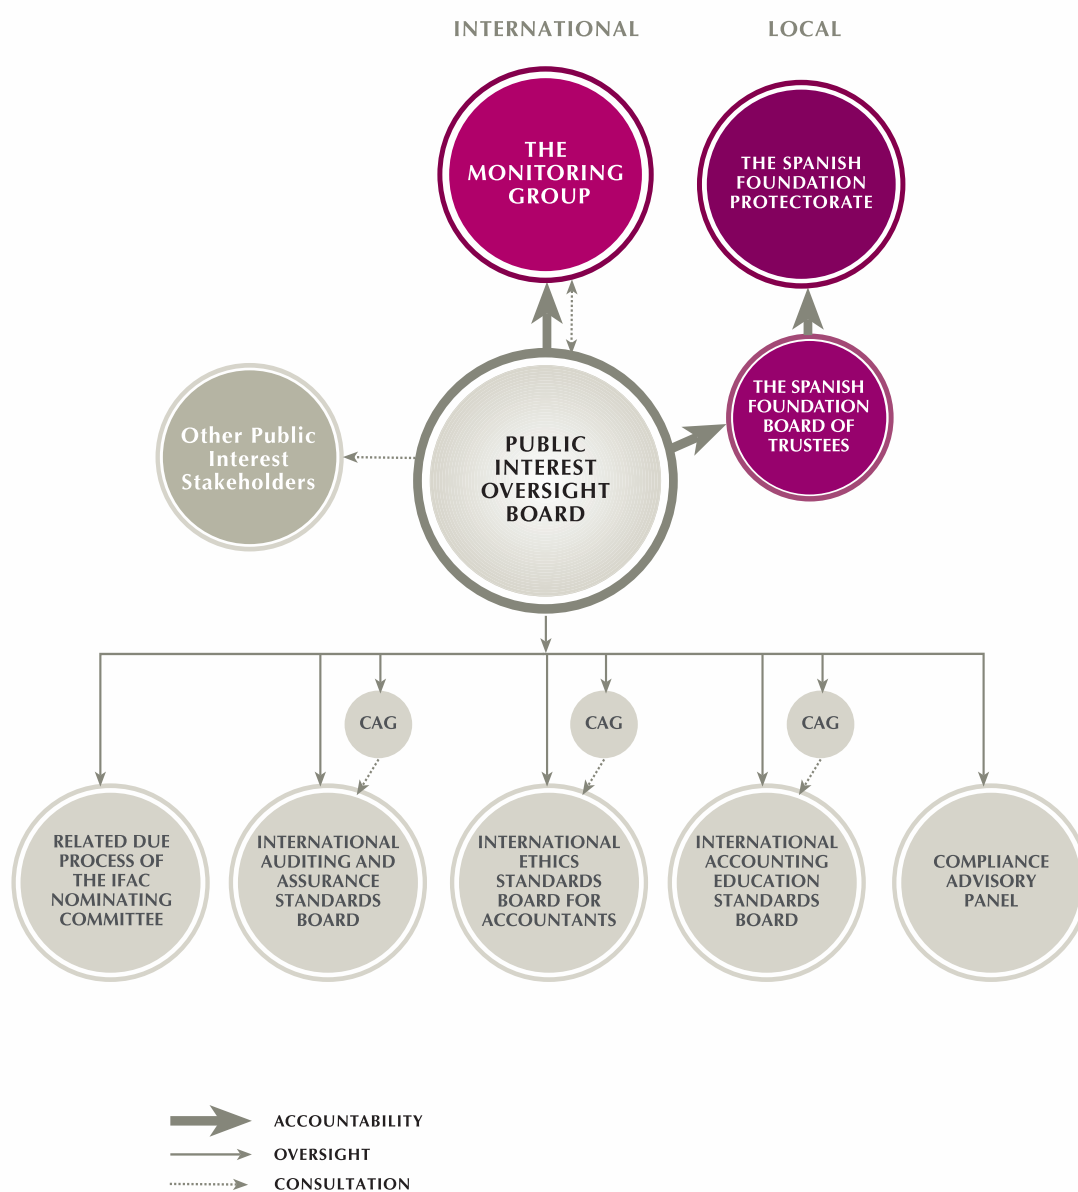 INTERNATIONAL
LOCAL
THE
MONITORING
GROUP
THE SPANISH
FOUNDATION
PROTECTORATE
THE SPANISH
FOUNDATION
BOARD OF
TRUSTEES
Other Public
Interest
Stakeholders
PUBLIC
INTEREST
OVERSIGHT
BOARD
CAG
CAG
CAG
RELATED DUE
PROCESS OF
THE IFAC
NOMINATING
COMMITTEE
INTERNATIONAL
AUDITING AND
ASSURANCE
STANDARDS
BOARD
INTERNATIONAL
ETHICS
STANDARDS
BOARD FOR
ACCOUNTANTS
INTERNATIONAL
ACCOUNTING
EDUCATION
STANDARDS
BOARD
COMPLIANCE
ADVISORY
PANEL
ACCOUNTABILITY
OVERSIGHT
CONSULTATION